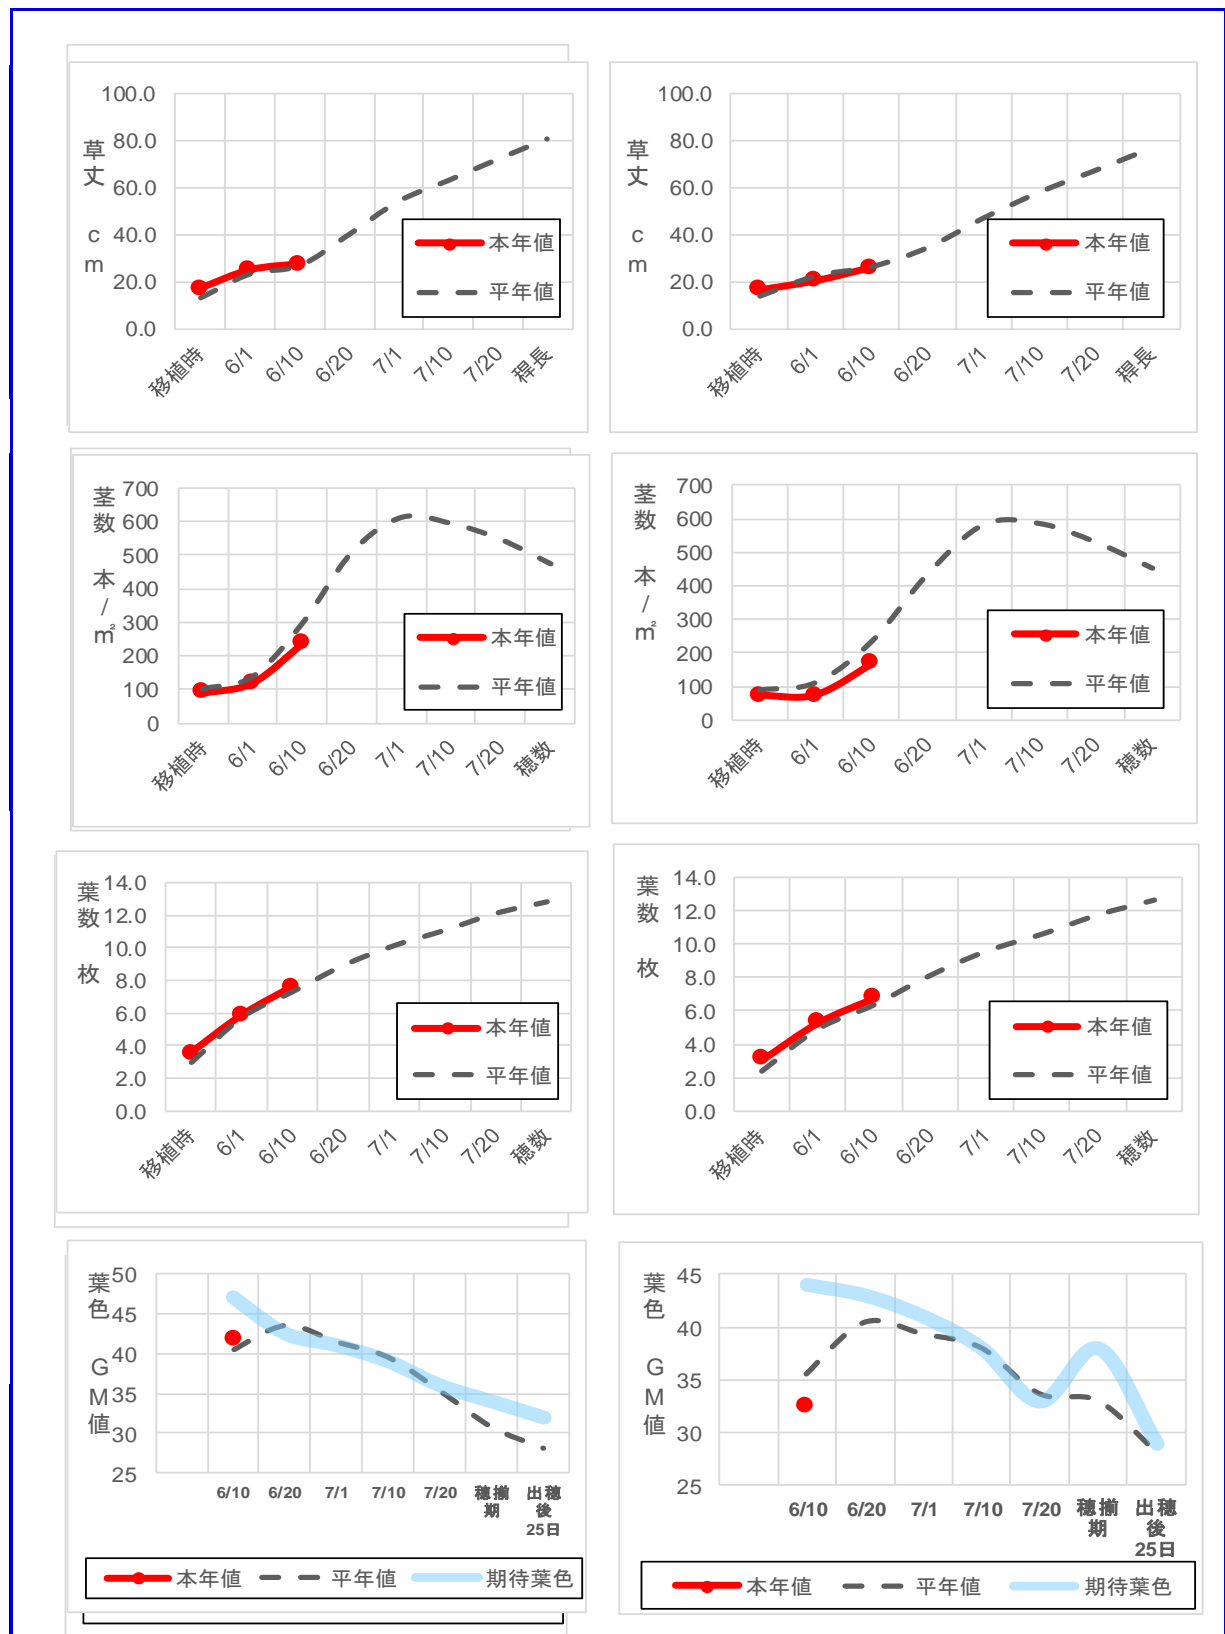 草丈 cm
100.0
80.0
60.0
40.0
20.0
0.0
本年値
平年値
移植時 6/1 6/10 6/20 7/1 7/10 7/20 稈長
草丈 cm
100.0
80.0
60.0
40.0
20.0
0.0
本年値
平年値
移植時 6/1 6/10 6/20 7/1 7/10 7/20 稈長
茎数 本/㎡
700
600
500
400
300
200
100
0
本年値
平年値
移植時 6/1 6/10 6/20 7/1 7/10 7/20 穂数
茎数 本/㎡
700
600
500
400
300
200
100
0
本年値
平年値
移植時 6/1 6/10 6/20 7/1 7/10 7/20 穂数
葉数 枚
14.0
12.0
10.0
8.0
6.0
4.0
2.0
0.0
本年値
平年値
移植時 6/1 6/10 6/20 7/1 7/10 7/20 穂数
葉数 枚
14.0
12.0
10.0
8.0
6.0
4.0
2.0
0.0
本年値
平年値
移植時 6/1 6/10 6/20 7/1 7/10 7/20 穂数
葉色 GM値
50
45
40
35
30
25
6/10 6/20 7/1 7/10 7/20 穂揃期 出穂後25日
本年値 平年値 期待葉色
葉色 GM値
45
40
35
30
25
6/10 6/20 7/1 7/10 7/20 穂揃期 出穂後25日
本年値 平年値 期待葉色